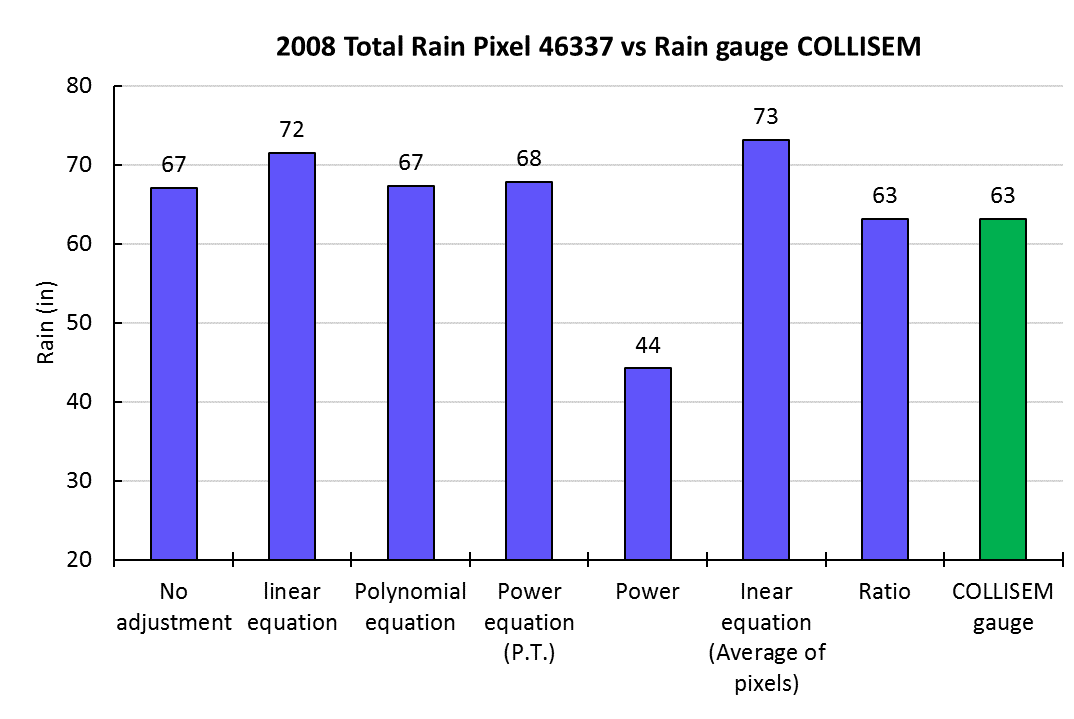 2008 Total Rain Pixel 46337 vs Rain gauge COLLISEM
Rain (in)
80
70
60
50
40
30
20
67
72
67
68
44
73
63
63
No
adjustment
linear
equation
Polynomial
equation
Power
equation
(P.T.)
Power
Inear
equation
(Average of
pixels)
Ratio
COLLISEM
gauge